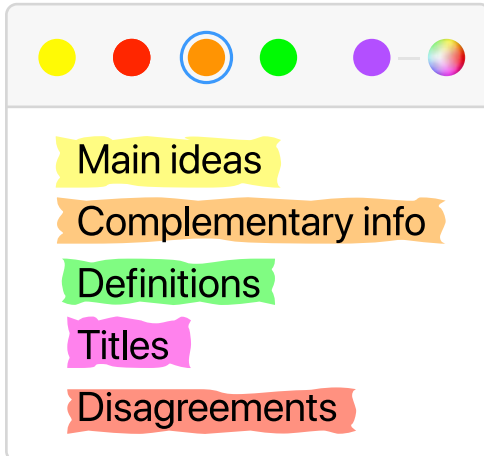 Main ideas
Complementary info
Definitions
Titles
Disagreements